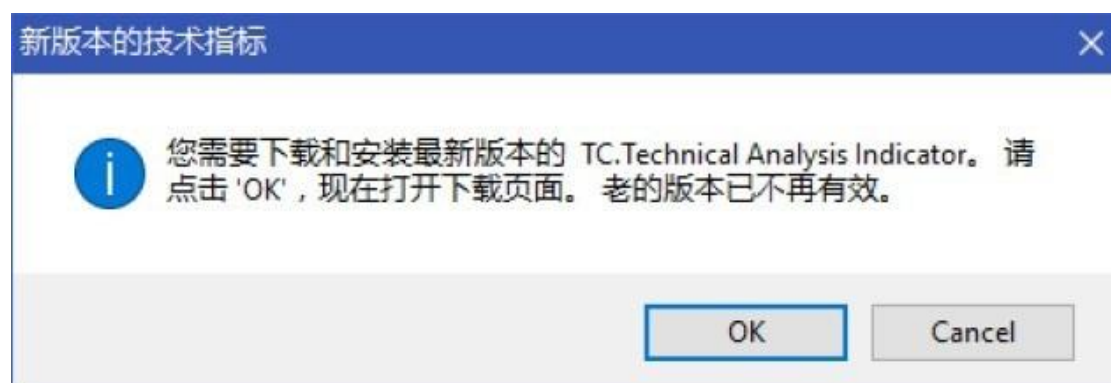 新版本的技术指标
您需要下载和安装最新版本的 TC.Technical Analysis Indicator。 请
点击 'OK' , 现在打开下载页面。 老的版本已不再有效。
OK
Cancel